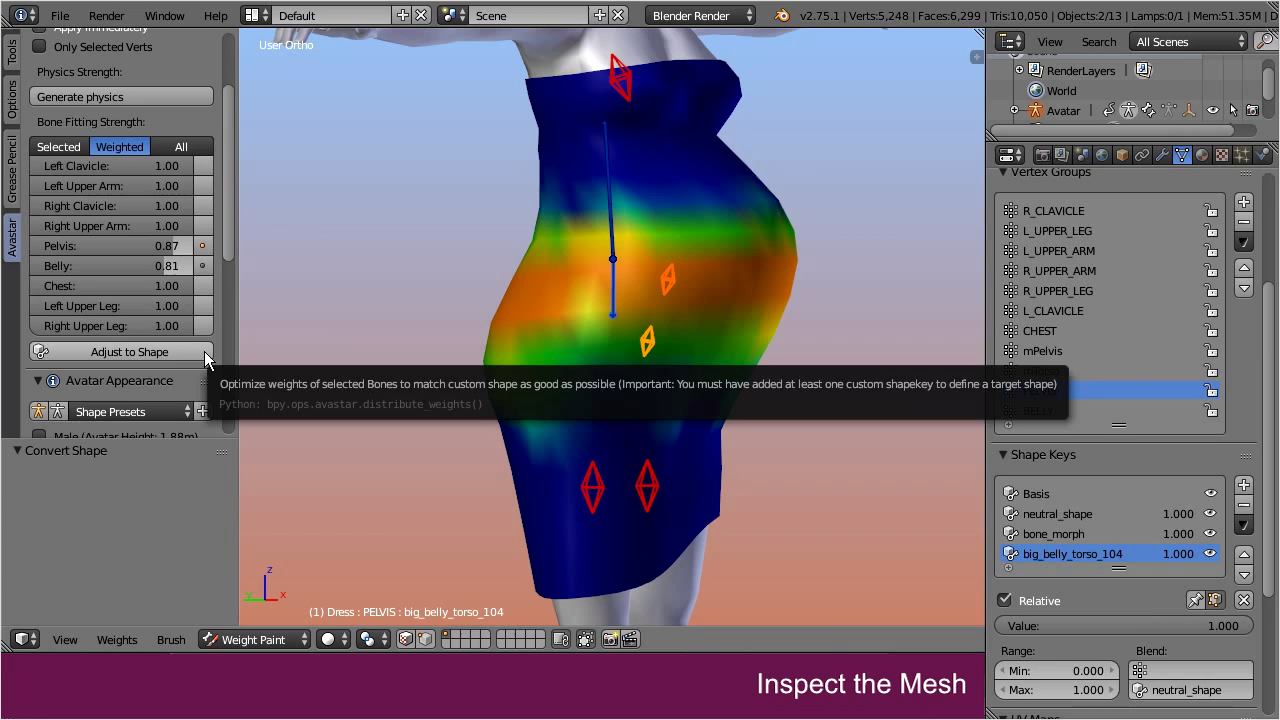 File Render Window Help Default Scene Blender Render v2.75.1 | Verts:5,248 | Faces:6,299 | Tris:10,050 | Objects:2/13 | Lamps:0/1 | Mem:51.35M | D
Tools
Options
Grease Pencil
Avastar
Apply Immediately
Only Selected Verts
Physics Strength:
Generate physics
Bone Fitting Strength:
Selected Weighted All
Left Clavicle: 1.00
Left Upper Arm: 1.00
Right Clavicle: 1.00
Right Upper Arm: 1.00
Pelvis: 0.87
Belly: 0.81
Chest: 1.00
Left Upper Leg: 1.00
Right Upper Leg: 1.00
Adjust to Shape
Avatar Appearance
Shape Presets
Male (Avatar Height: 1.88m)
Convert Shape
User Ortho
Optimize weights of selected Bones to match custom shape as good as possible (Important: You must have added at least one custom shapekey to define a target shape)
Python: bpy.ops.avastar.distribute_weights()
z
y
x
(1) Dress : PELVIS : big_belly_torso_104
View Weights Brush Weight Paint
View Search All Scenes
RenderLayers |
World
Avatar |
Vertex Groups
R_CLAVICLE
L_UPPER_LEG
L_UPPER_ARM
R_UPPER_ARM
R_UPPER_LEG
L_CLAVICLE
CHEST
mPelvis
Shape Keys
Basis
neutral_shape 1.000
bone_morph 1.000
big_belly_torso_104 1.000
Relative
Value: 1.000
Range: Blend:
Min: 0.000
Max: 1.000 neutral_shape
UV Maps
Inspect the Mesh